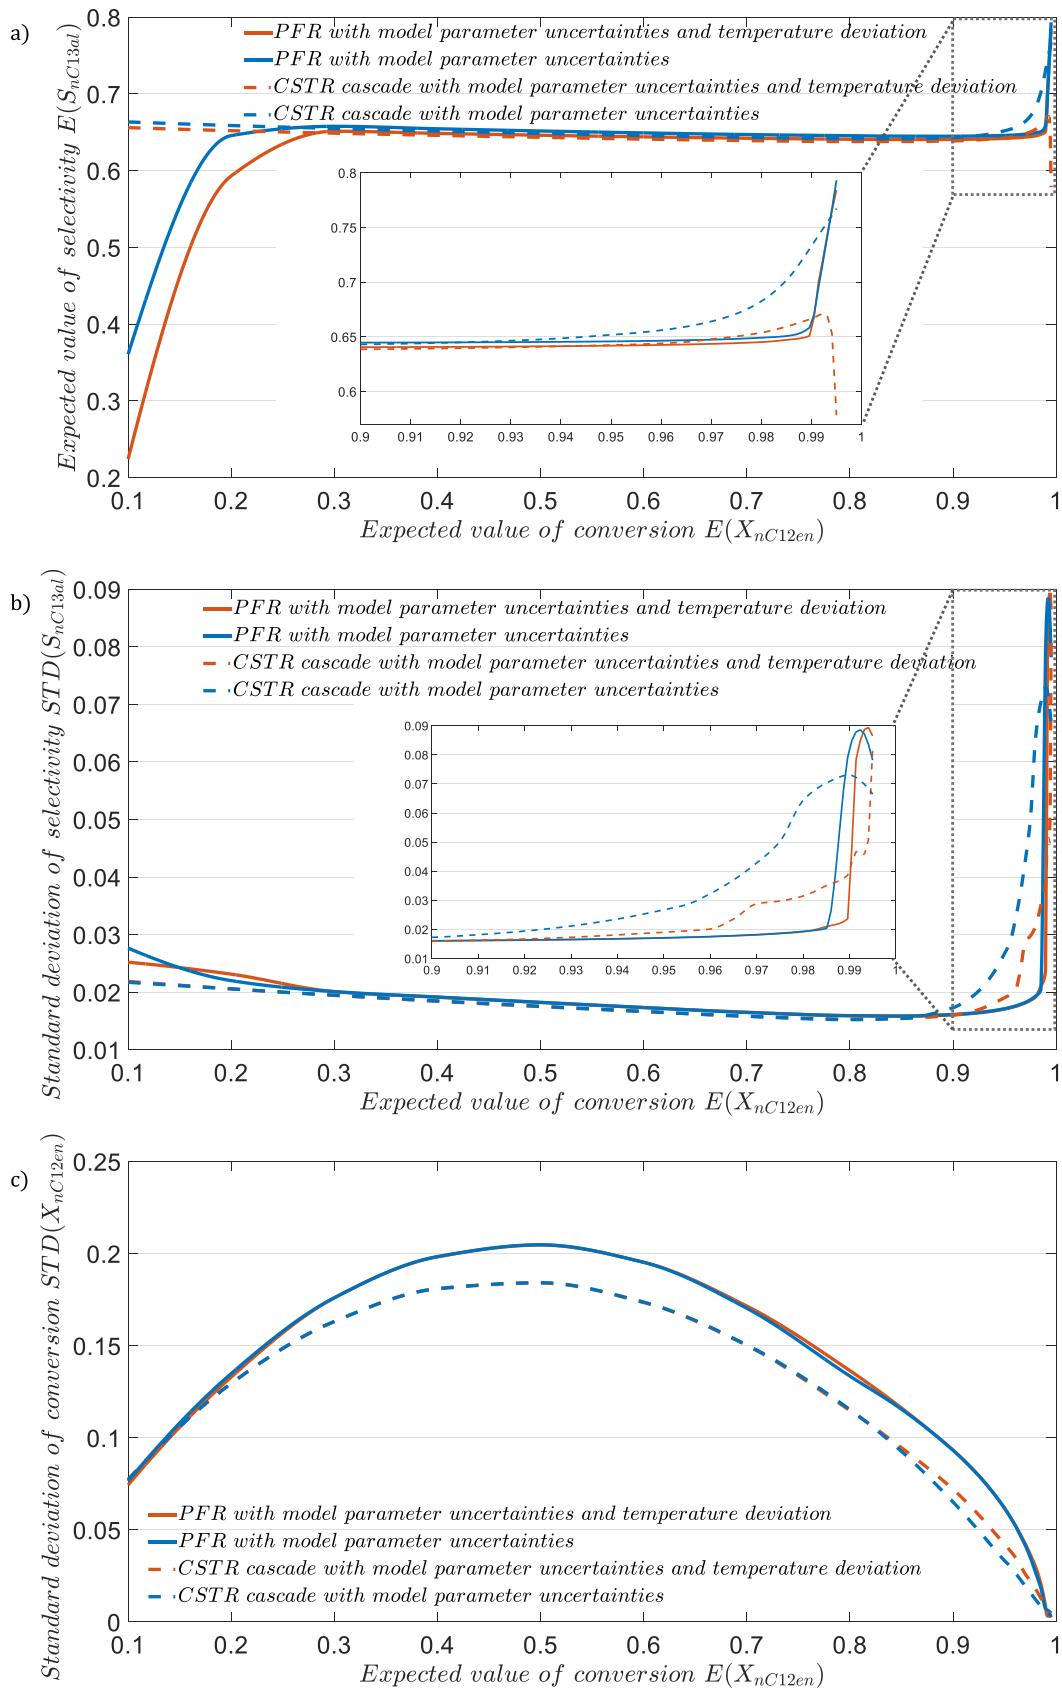 a)
Expected value of selectivity E(S_nC13al)
0.8
0.7
0.6
0.5
0.4
0.3
0.2
PFR with model parameter uncertainties and temperature deviation
PFR with model parameter uncertainties
CSTR cascade with model parameter uncertainties and temperature deviation
CSTR cascade with model parameter uncertainties
0.8
0.75
0.7
0.65
0.6
0.9 0.91 0.92 0.93 0.94 0.95 0.96 0.97 0.98 0.99 1
0.1 0.2 0.3 0.4 0.5 0.6 0.7 0.8 0.9 1
Expected value of conversion E(X_nC12en)
b)
Standard deviation of selectivity STD(S_nC13al)
0.09
0.08
0.07
0.06
0.05
0.04
0.03
0.02
0.01
PFR with model parameter uncertainties and temperature deviation
PFR with model parameter uncertainties
CSTR cascade with model parameter uncertainties and temperature deviation
CSTR cascade with model parameter uncertainties
0.09
0.08
0.07
0.06
0.05
0.04
0.03
0.02
0.01
0.9 0.91 0.92 0.93 0.94 0.95 0.96 0.97 0.98 0.99 1
0.1 0.2 0.3 0.4 0.5 0.6 0.7 0.8 0.9 1
Expected value of conversion E(X_nC12en)
c)
Standard deviation of conversion STD(X_nC12en)
0.25
0.2
0.15
0.1
0.05
0
PFR with model parameter uncertainties and temperature deviation
PFR with model parameter uncertainties
CSTR cascade with model parameter uncertainties and temperature deviation
CSTR cascade with model parameter uncertainties
0.1 0.2 0.3 0.4 0.5 0.6 0.7 0.8 0.9 1
Expected value of conversion E(X_nC12en)